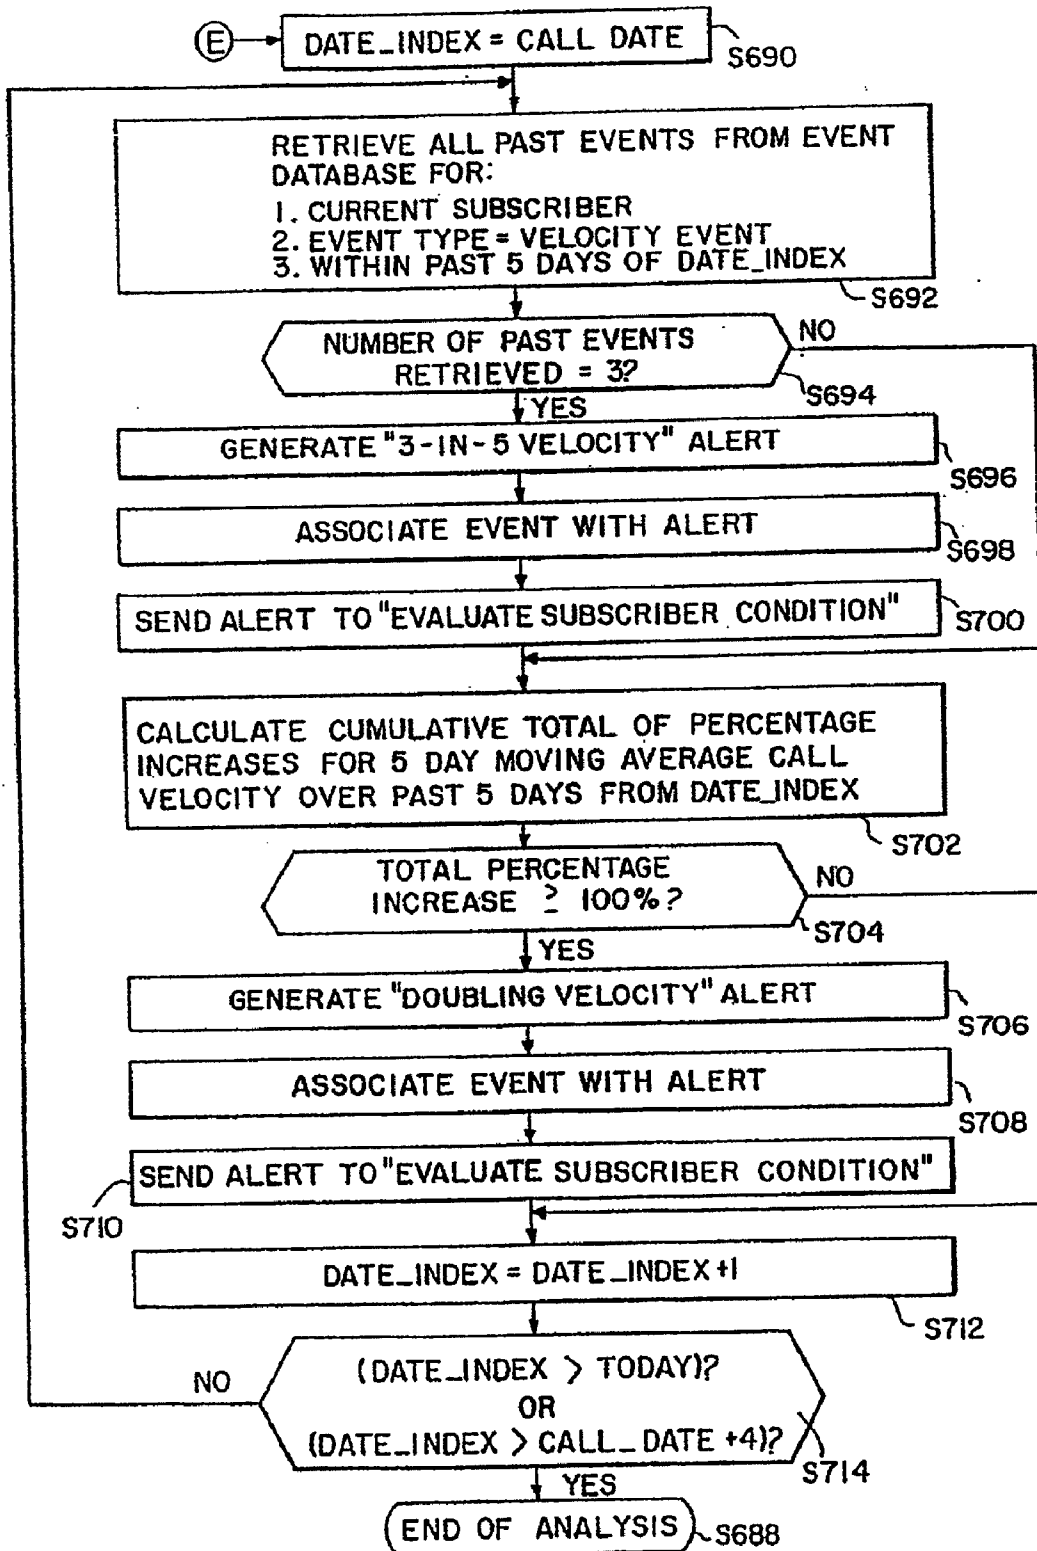 E
DATE_INDEX = CALL DATE
S690
RETRIEVE ALL PAST EVENTS FROM EVENT
DATABASE FOR:
1. CURRENT SUBSCRIBER
2. EVENT TYPE = VELOCITY EVENT
3. WITHIN PAST 5 DAYS OF DATE_INDEX
S692
NUMBER OF PAST EVENTS
RETRIEVED = 3?
NO
S694
YES
GENERATE "3-IN-5 VELOCITY" ALERT
S696
ASSOCIATE EVENT WITH ALERT
S698
SEND ALERT TO "EVALUATE SUBSCRIBER CONDITION"
S700
CALCULATE CUMULATIVE TOTAL OF PERCENTAGE
INCREASES FOR 5 DAY MOVING AVERAGE CALL
VELOCITY OVER PAST 5 DAYS FROM DATE_INDEX
S702
TOTAL PERCENTAGE
INCREASE ≥ 100%?
NO
S704
YES
GENERATE "DOUBLING VELOCITY" ALERT
S706
ASSOCIATE EVENT WITH ALERT
S708
SEND ALERT TO "EVALUATE SUBSCRIBER CONDITION"
S710
DATE_INDEX = DATE_INDEX +1
S712
(DATE_INDEX > TODAY)?
OR
(DATE_INDEX > CALL_DATE +4)?
NO
S714
YES
END OF ANALYSIS
S688